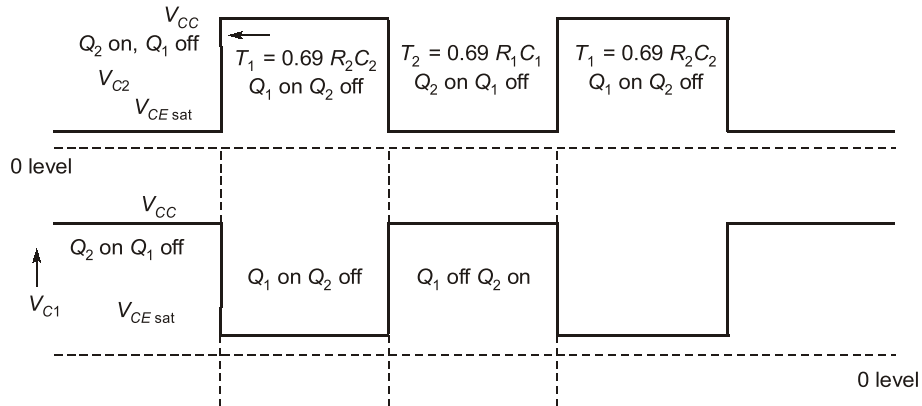 V_CC
Q_2 on, Q_1 off
V_C2
V_CE sat
T_1 = 0.69 R_2C_2
Q_1 on Q_2 off
T_2 = 0.69 R_1C_1
Q_2 on Q_1 off
T_1 = 0.69 R_2C_2
Q_1 on Q_2 off
0 level
V_CC
Q_2 on Q_1 off
V_C1
V_CE sat
Q_1 on Q_2 off
Q_1 off Q_2 on
0 level